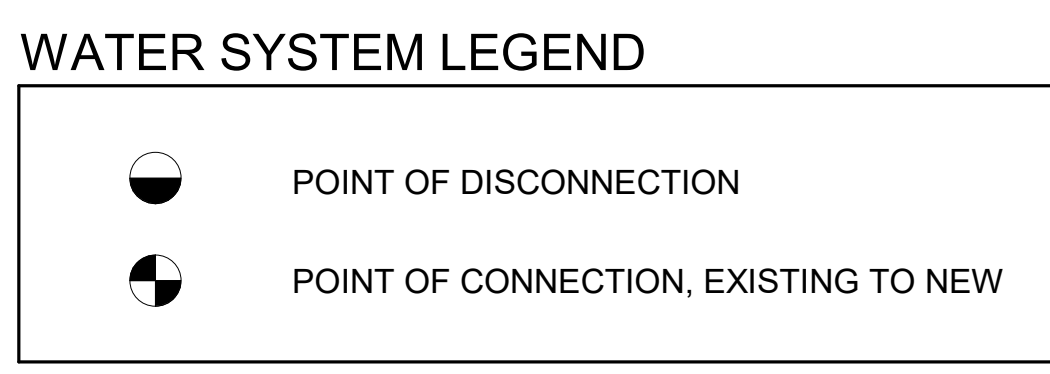 WATER SYSTEM LEGEND
POINT OF DISCONNECTION
POINT OF CONNECTION, EXISTING TO NEW